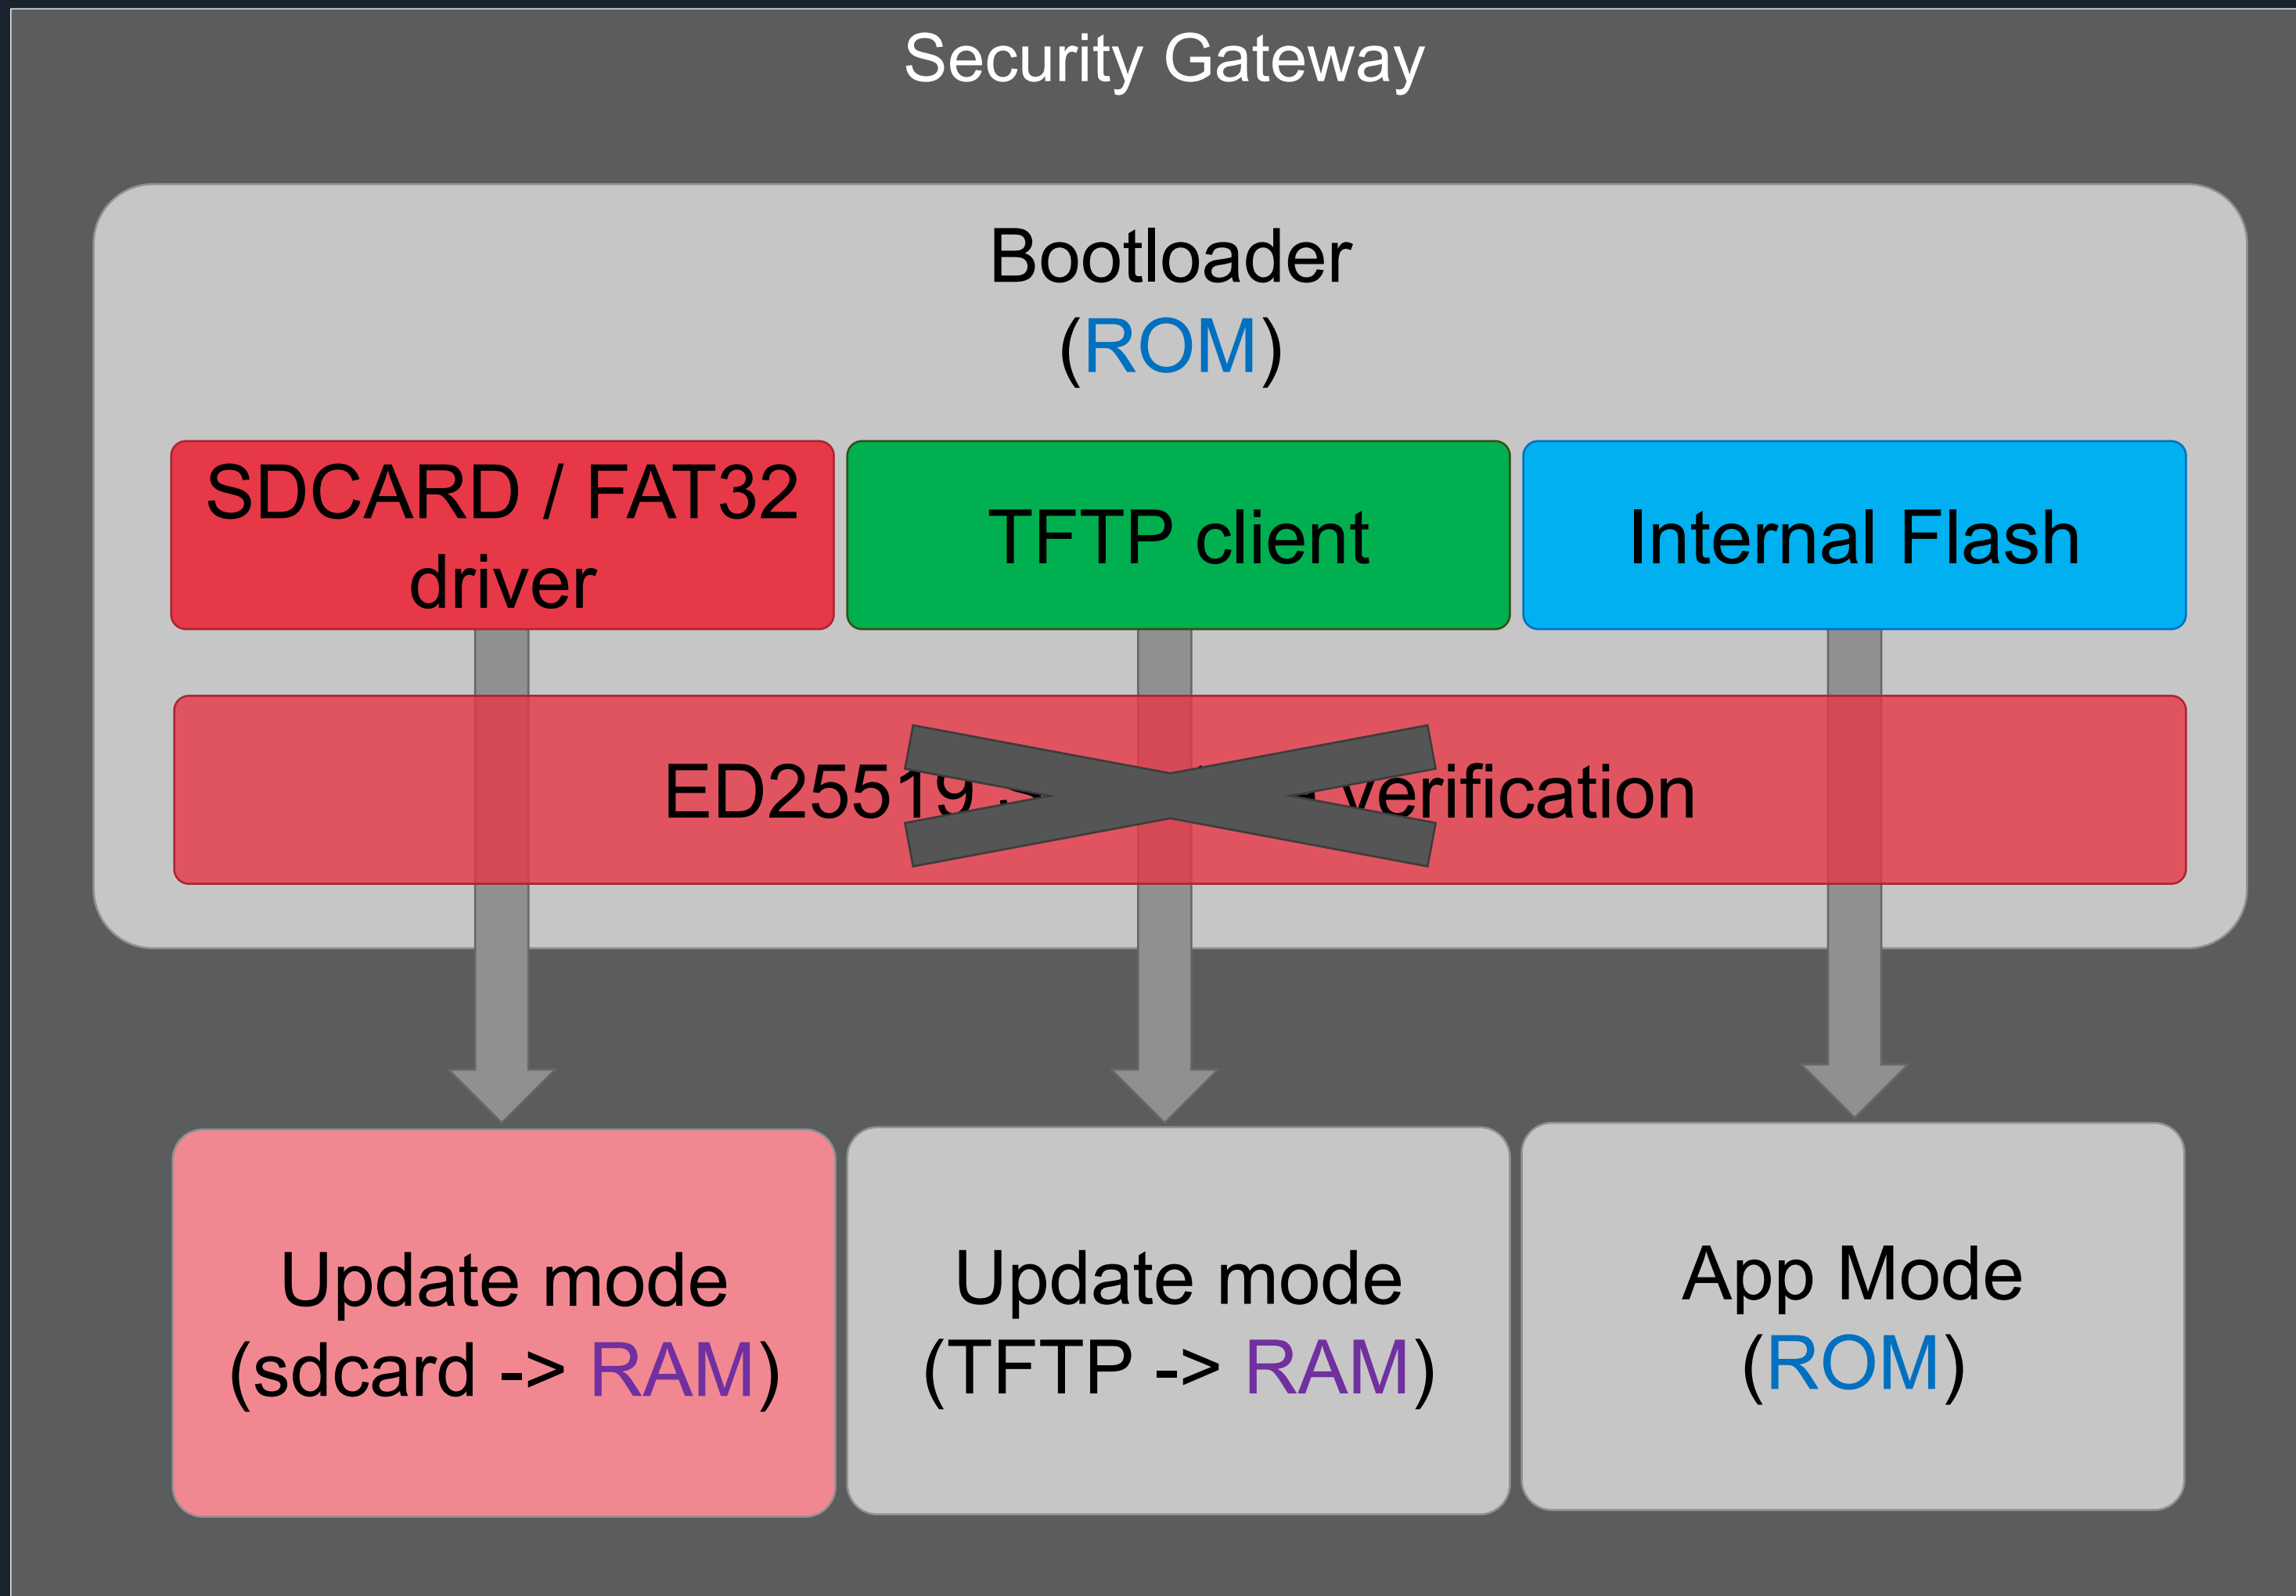 Security Gateway
Bootloader
(ROM)
SDCARD / FAT32
driver
TFTP client
Internal Flash
ED25519 verification
Update mode
(sdcard -> RAM)
Update mode
(TFTP -> RAM)
App Mode
(ROM)